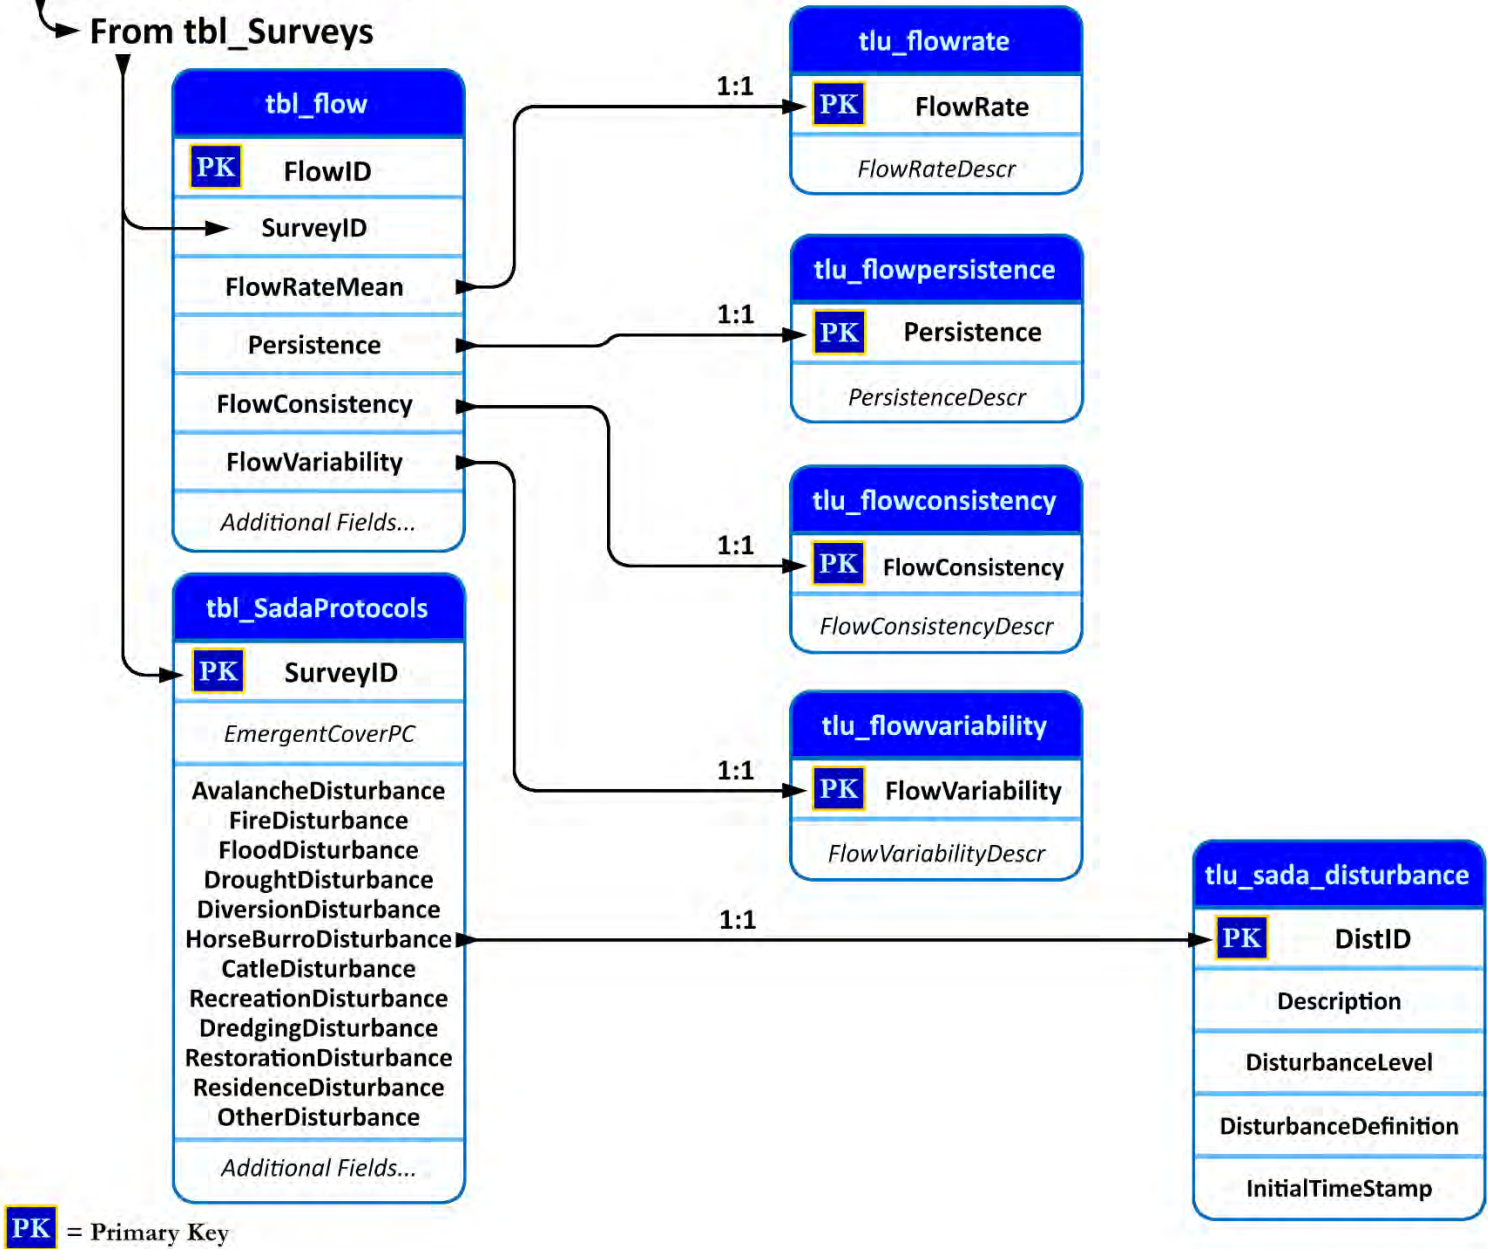 From tbl_Surveys
tbl_flow
PK FlowID
SurveyID
FlowRateMean
Persistence
FlowConsistency
FlowVariability
Additional Fields...
tbl_SadaProtocols
PK SurveyID
EmergentCoverPC
AvalancheDisturbance
FireDisturbance
FloodDisturbance
DroughtDisturbance
DiversionDisturbance
HorseBurroDisturbance
CatleDisturbance
RecreationDisturbance
DredgingDisturbance
RestorationDisturbance
ResidenceDisturbance
OtherDisturbance
Additional Fields...
1:1
tlu_flowrate
PK FlowRate
FlowRateDescr
1:1
tlu_flowpersistence
PK Persistence
PersistenceDescr
1:1
tlu_flowconsistency
PK FlowConsistency
FlowConsistencyDescr
1:1
tlu_flowvariability
PK FlowVariability
FlowVariabilityDescr
1:1
tlu_sada_disturbance
PK DistID
Description
DisturbanceLevel
DisturbanceDefinition
InitialTimeStamp
PK = Primary Key